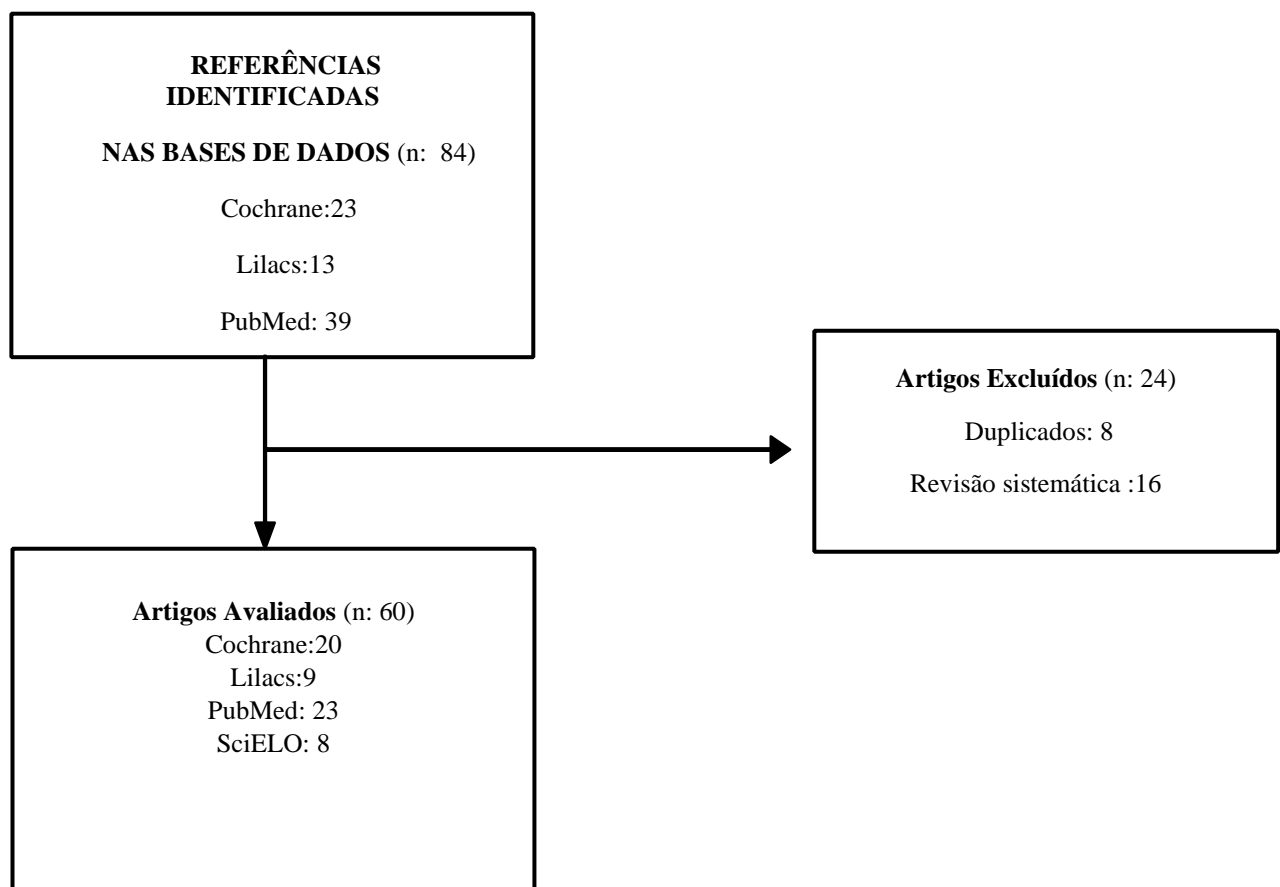 REFERÊNCIAS
IDENTIFICADAS
NAS BASES DE DADOS (n: 84)
Cochrane:23
Lilacs:13
PubMed: 39
Artigos Excluídos (n: 24)
Duplicados: 8
Revisão sistemática :16
Artigos Avaliados (n: 60)
Cochrane:20
Lilacs:9
PubMed: 23
SciELO: 8